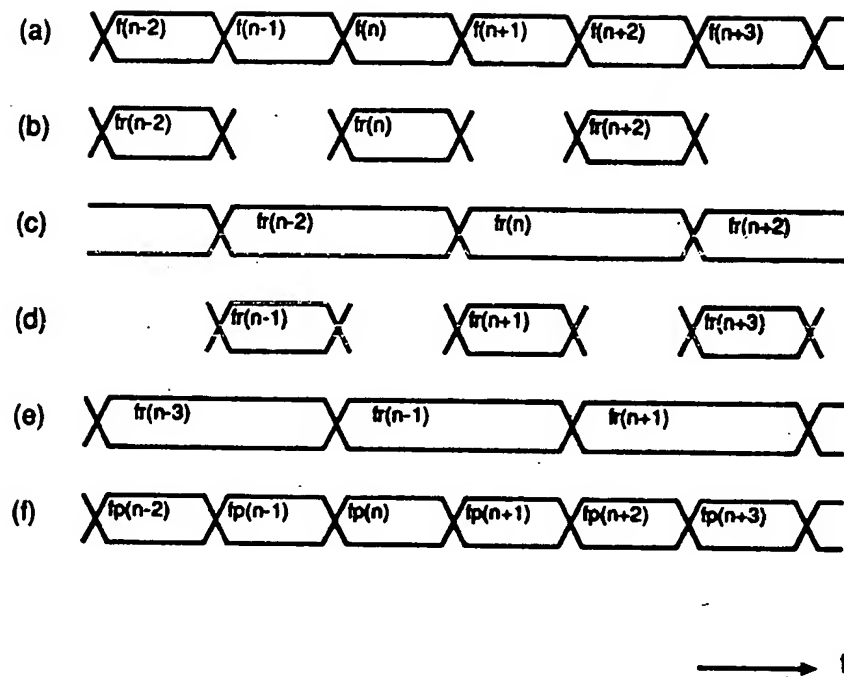 (a) f(n-2) f(n-1) f(n) f(n+1) f(n+2) f(n+3)
(b) fr(n-2) fr(n) fr(n+2)
(c) fr(n-2) fr(n) fr(n+2)
(d) fr(n-1) fr(n+1) fr(n+3)
(e) fr(n-3) fr(n-1) fr(n+1)
(f) fp(n-2) fp(n-1) fp(n) fp(n+1) fp(n+2) fp(n+3)
t